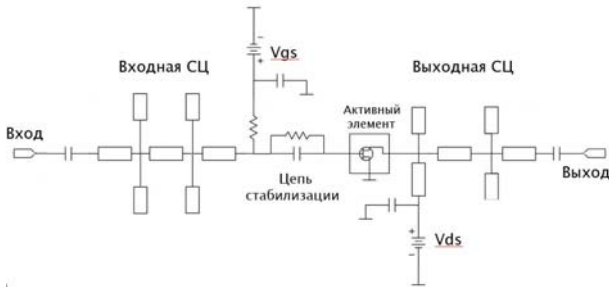 Vgs
Входная СЦ
Выходная СЦ
Активный
элемент
Вход
Цепь
стабилизации
Выход
Vds